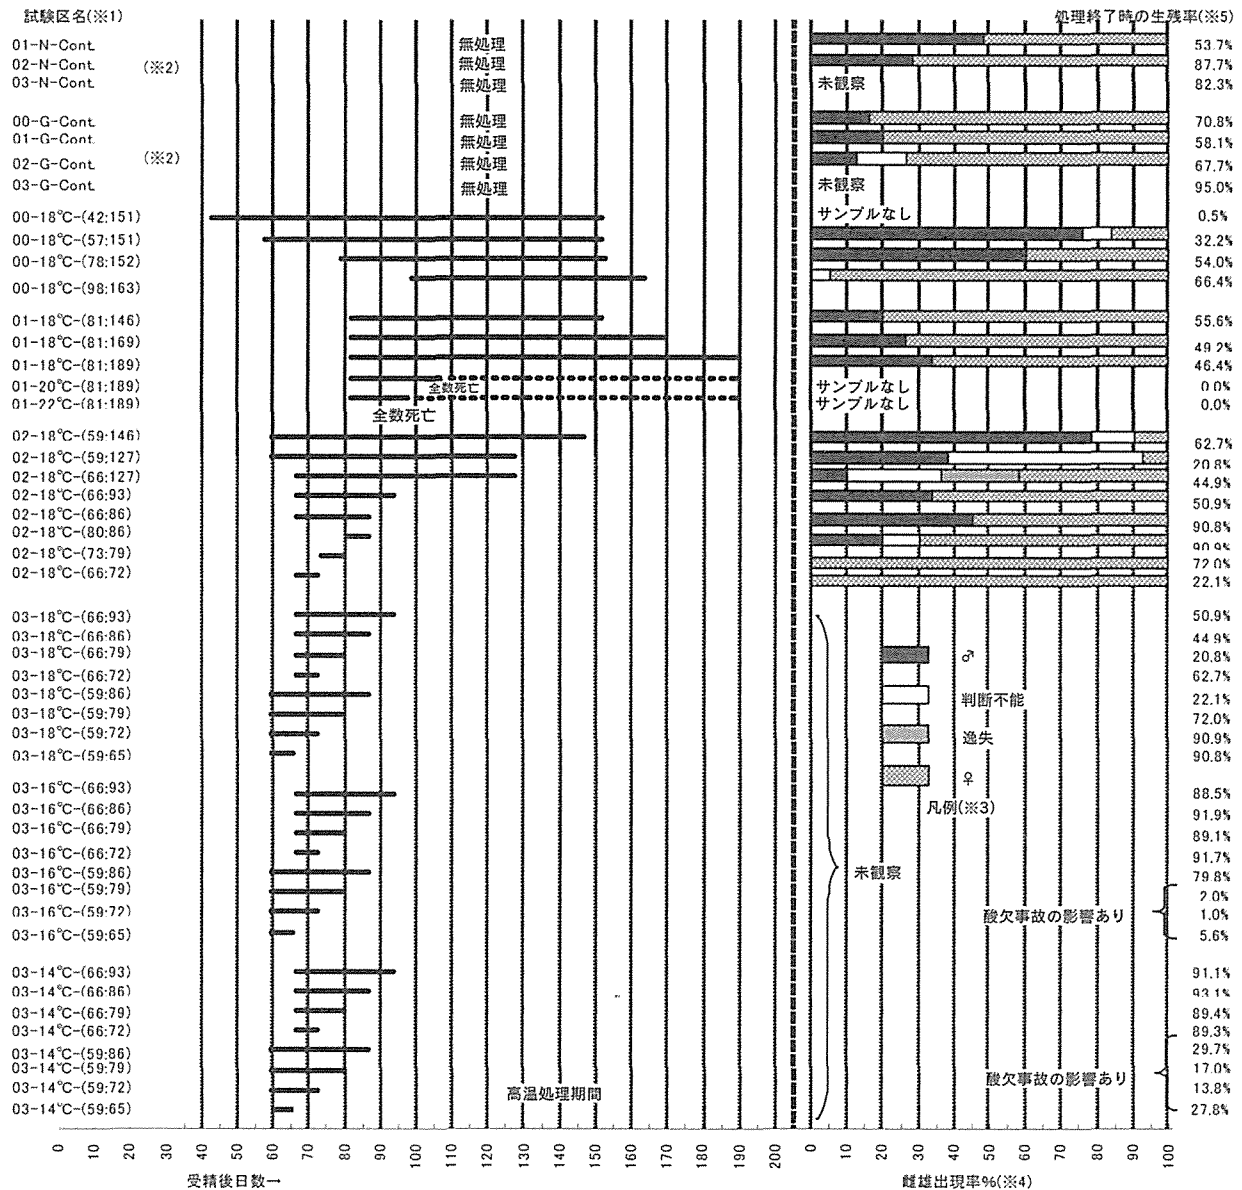 試験区名(※1) 処理終了時の生残率(※5)
01-N-Cont. 無処理 53.7%
02-N-Cont. (※2) 無処理 87.7%
03-N-Cont. 無処理 未観察 82.3%
00-G-Cont. 無処理 70.8%
01-G-Cont. 無処理 58.1%
02-G-Cont. (※2) 無処理 67.7%
03-G-Cont. 無処理 未観察 95.0%
00-18℃-(42:151) サンプルなし 0.5%
00-18℃-(57:151) 32.2%
00-18℃-(78:152) 54.0%
00-18℃-(98:163) 66.4%
01-18℃-(81:146) 55.6%
01-18℃-(81:169) 49.2%
01-18℃-(81:189) 46.4%
01-20℃-(81:189) 全数死亡 サンプルなし 0.0%
01-22℃-(81:189) 全数死亡 サンプルなし 0.0%
02-18℃-(59:146) 62.7%
02-18℃-(59:127) 20.8%
02-18℃-(66:127) 44.9%
02-18℃-(66:93) 50.9%
02-18℃-(66:86) 90.8%
02-18℃-(80:86) 90.9%
02-18℃-(73:79) 72.0%
02-18℃-(66:72) 22.1%
03-18℃-(66:93) 50.9%
03-18℃-(66:86) 44.9%
03-18℃-(66:79) ♂ 20.8%
03-18℃-(66:72) 62.7%
03-18℃-(59:86) 判断不能 22.1%
03-18℃-(59:79) 72.0%
03-18℃-(59:72) 逸失 90.9%
03-18℃-(59:65) 90.8%
03-16℃-(66:93) ♀ 88.5%
03-16℃-(66:86) 凡例(※3) 91.9%
03-16℃-(66:79) 89.1%
03-16℃-(66:72) 91.7%
03-16℃-(59:86) 未観察 79.8%
03-16℃-(59:79) 2.0%
03-16℃-(59:72) 酸欠事故の影響あり 1.0%
03-16℃-(59:65) 5.6%
03-14℃-(66:93) 91.1%
03-14℃-(66:86) 93.1%
03-14℃-(66:79) 89.4%
03-14℃-(66:72) 89.3%
03-14℃-(59:86) 29.7%
03-14℃-(59:79) 酸欠事故の影響あり 17.0%
03-14℃-(59:72) 高温処理期間 13.8%
03-14℃-(59:65) 27.8%
0 10 20 30 40 50 60 70 80 90 100 110 120 130 140 150 160 170 180 190 200 0 10 20 30 40 50 60 70 80 90 100
受精後日数→ 雌雄出現率%(※4)